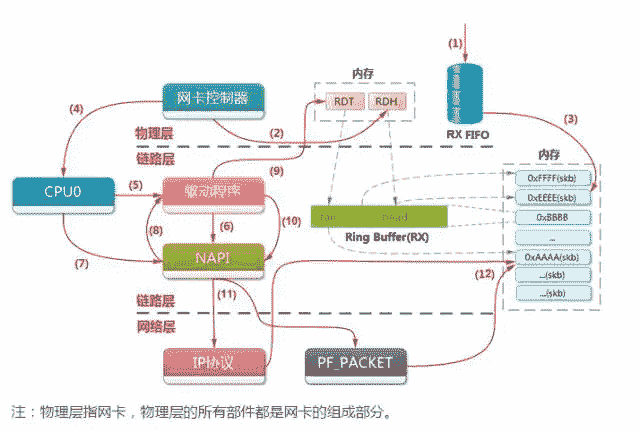 (1)
内存
(4)
网卡控制器
RDT
RDH
(3)
物理层
(2)
RX FIFO
链路层
(9)
内存
CPU0
(5)
驱动程序
0xFFFF(skb)
0xEEEE(skb)
(8)
(6)
(10)
0xBBBB
Ring Buffer(RX)
...
(7)
NAPI
0xAAAA(skb)
(11)
(12)
...(skb)
链路层
...(skb)
网络层
IP协议
PF_PACKET
注：物理层指网卡，物理层的所有部件都是网卡的组成部分。